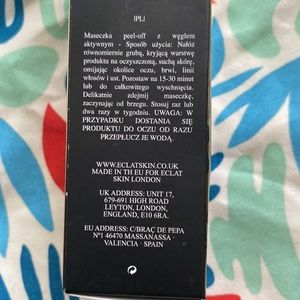 (PL)
Maseczka peel-off z węglem
aktywnym - Sposób użycia: Nałóż
równomiernie grubą, kryjącą warstwę
produktu na oczyszczoną, suchą skórę,
omijając okolice oczu, brwi, linii
włosów i ust. Pozostaw na 15-30 minut
lub do całkowitego wyschnięcia.
Delikatnie zdejmij maseczkę,
zaczynając od brzegu. Stosuj raz lub
dwa razy w tygodniu. UWAGA: W
PRZYPADKU DOSTANIA SIĘ
PRODUKTU DO OCZU OD RAZU
PRZEPŁUCZ JE WODĄ.
WWW.ECLATSKIN.CO.UK
MADE IN TH EU FOR ECLAT
SKIN LONDON
UK ADDRESS: UNIT 17,
679-691 HIGH ROAD
LEYTON, LONDON,
ENGLAND, E10 6RA.
EU ADDRESS: C/BRAÇ DE PEPA
Nº1 46470 MASSANASSA -
VALENCIA - SPAIN